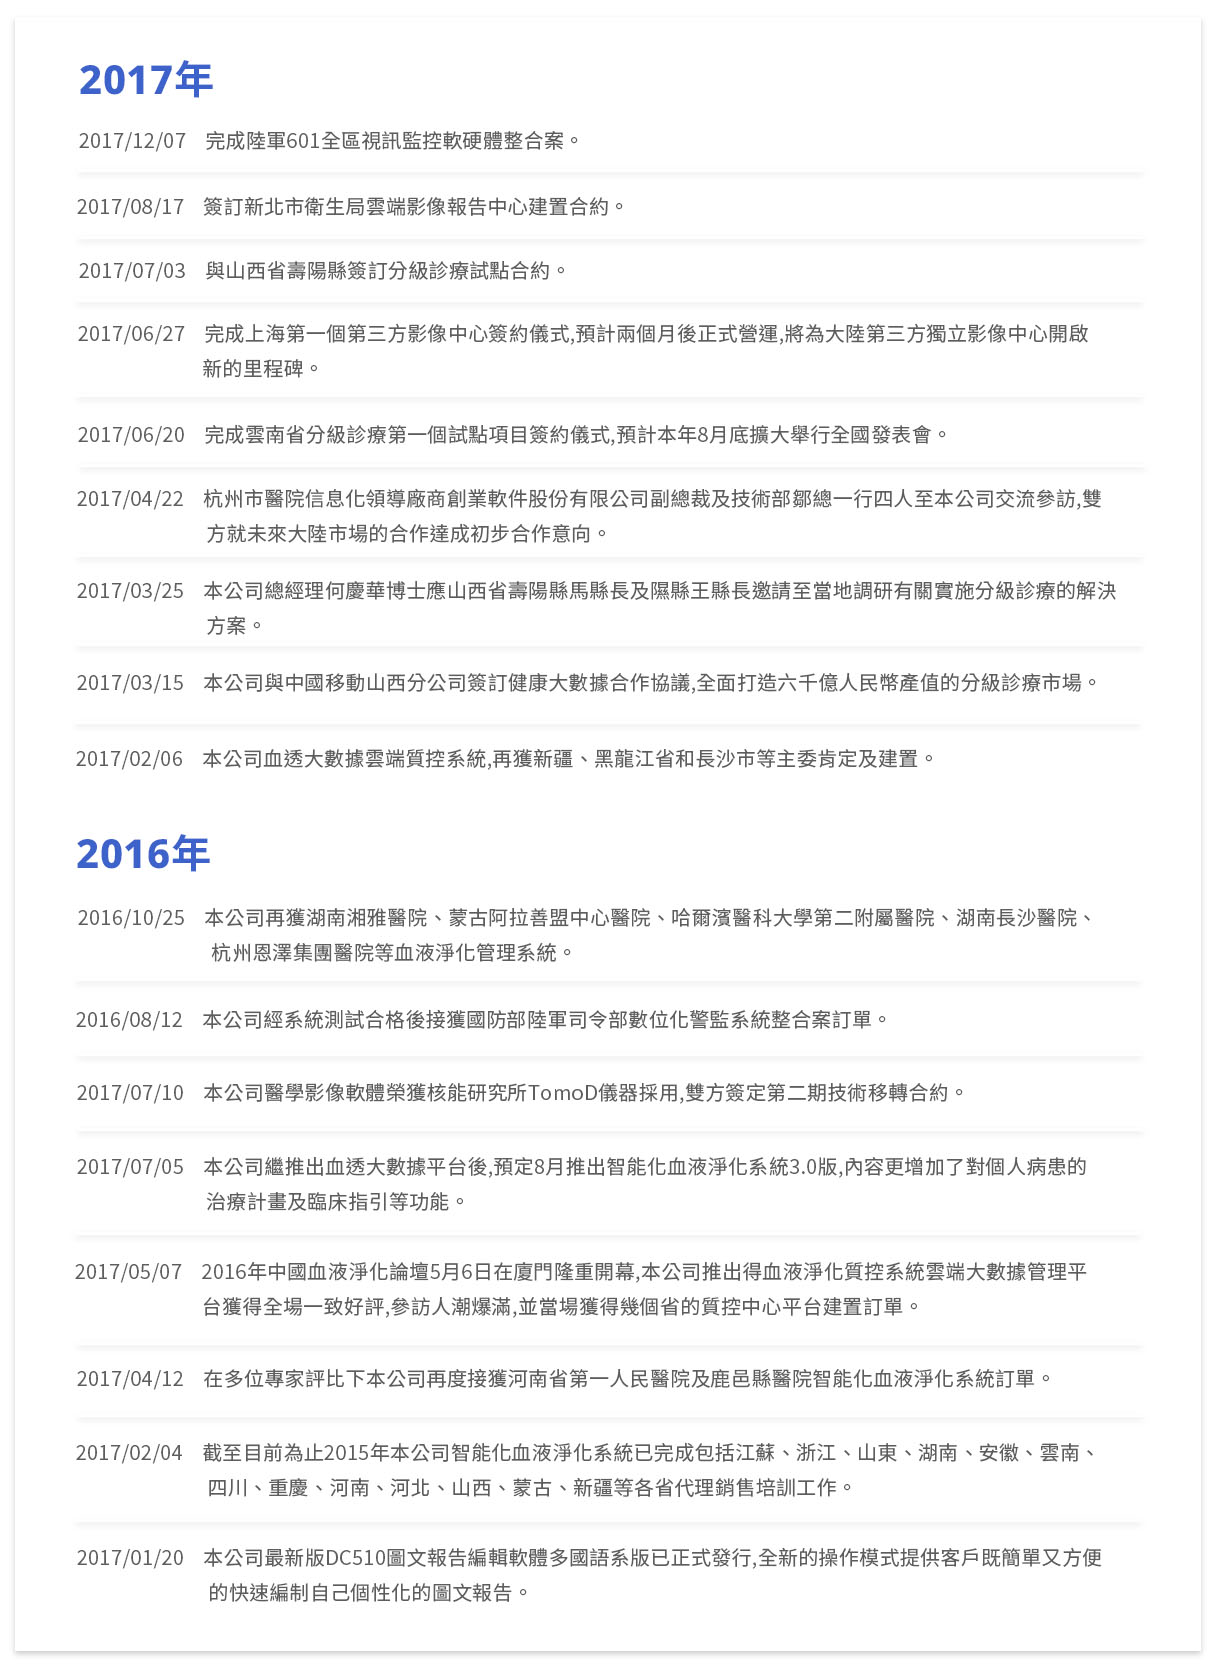 2017年
2017/12/07 完成陸軍601全區視訊監控軟硬體整合案。
2017/08/17 簽訂新北市衛生局雲端影像報告中心建置合約。
2017/07/03 與山西省壽陽縣簽訂分級診療試點合約。
2017/06/27 完成上海第一個第三方影像中心簽約儀式,預計兩個月後正式營運,將為大陸第三方獨立影像中心開啟
新的里程碑。
2017/06/20 完成雲南省分級診療第一個試點項目簽約儀式,預計本年8月底擴大舉行全國發表會。
2017/04/22 杭州市醫院信息化領導廠商創業軟件股份有限公司副總裁及技術部鄒總一行四人至本公司交流參訪,雙
方就未來大陸市場的合作達成初步合作意向。
2017/03/25 本公司總經理何慶華博士應山西省壽陽縣馬縣長及隰縣王縣長邀請至當地調研有關實施分級診療的解決
方案。
2017/03/15 本公司與中國移動山西分公司簽訂健康大數據合作協議,全面打造六千億人民幣產值的分級診療市場。
2017/02/06 本公司血透大數據雲端質控系統,再獲新疆、黑龍江省和長沙市等主委肯定及建置。
2016年
2016/10/25 本公司再獲湖南湘雅醫院、蒙古阿拉善盟中心醫院、哈爾濱醫科大學第二附屬醫院、湖南長沙醫院、
杭州恩澤集團醫院等血液淨化管理系統。
2016/08/12 本公司經系統測試合格後接獲國防部陸軍司令部數位化警監系統整合案訂單。
2017/07/10 本公司醫學影像軟體榮獲核能研究所TomoD儀器採用,雙方簽定第二期技術移轉合約。
2017/07/05 本公司繼推出血透大數據平台後,預定8月推出智能化血液淨化系統3.0版,內容更增加了對個人病患的
治療計畫及臨床指引等功能。
2017/05/07 2016年中國血液淨化論壇5月6日在廈門隆重開幕,本公司推出得血液淨化質控系統雲端大數據管理平
台獲得全場一致好評,參訪人潮爆滿,並當場獲得幾個省的質控中心平台建置訂單。
2017/04/12 在多位專家評比下本公司再度接獲河南省第一人民醫院及鹿邑縣醫院智能化血液淨化系統訂單。
2017/02/04 截至目前為止2015年本公司智能化血液淨化系統已完成包括江蘇、浙江、山東、湖南、安徽、雲南、
四川、重慶、河南、河北、山西、蒙古、新疆等各省代理銷售培訓工作。
2017/01/20 本公司最新版DC510圖文報告編輯軟體多國語系版已正式發行,全新的操作模式提供客戶既簡單又方便
的快速編制自己個性化的圖文報告。